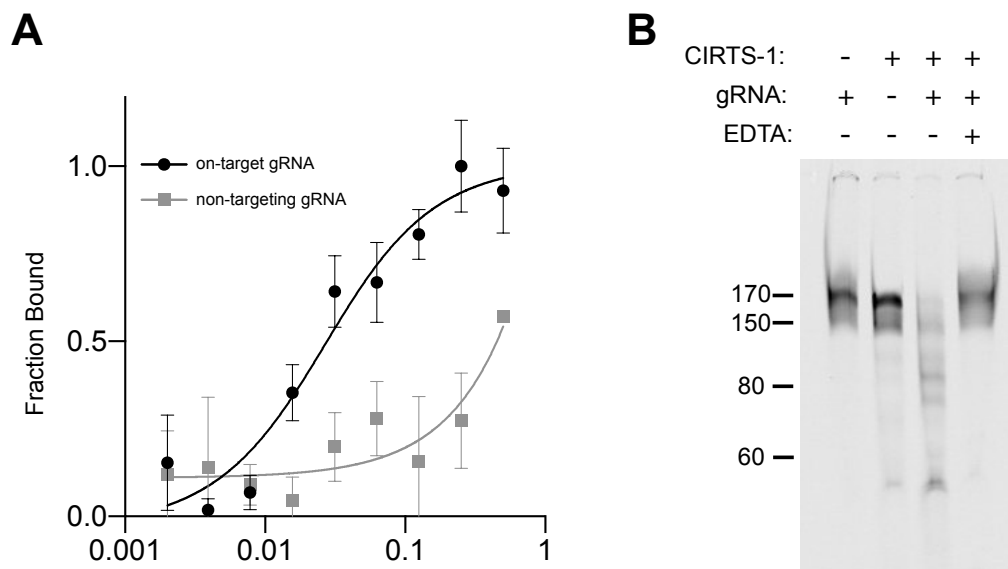 A
1.0
0.5
0.0
Fraction Bound
on-target gRNA
non-targeting gRNA
0.001 0.01 0.1 1
B
CIRTS-1: - + + +
gRNA: + - + +
EDTA: - - - +
170
150
80
60